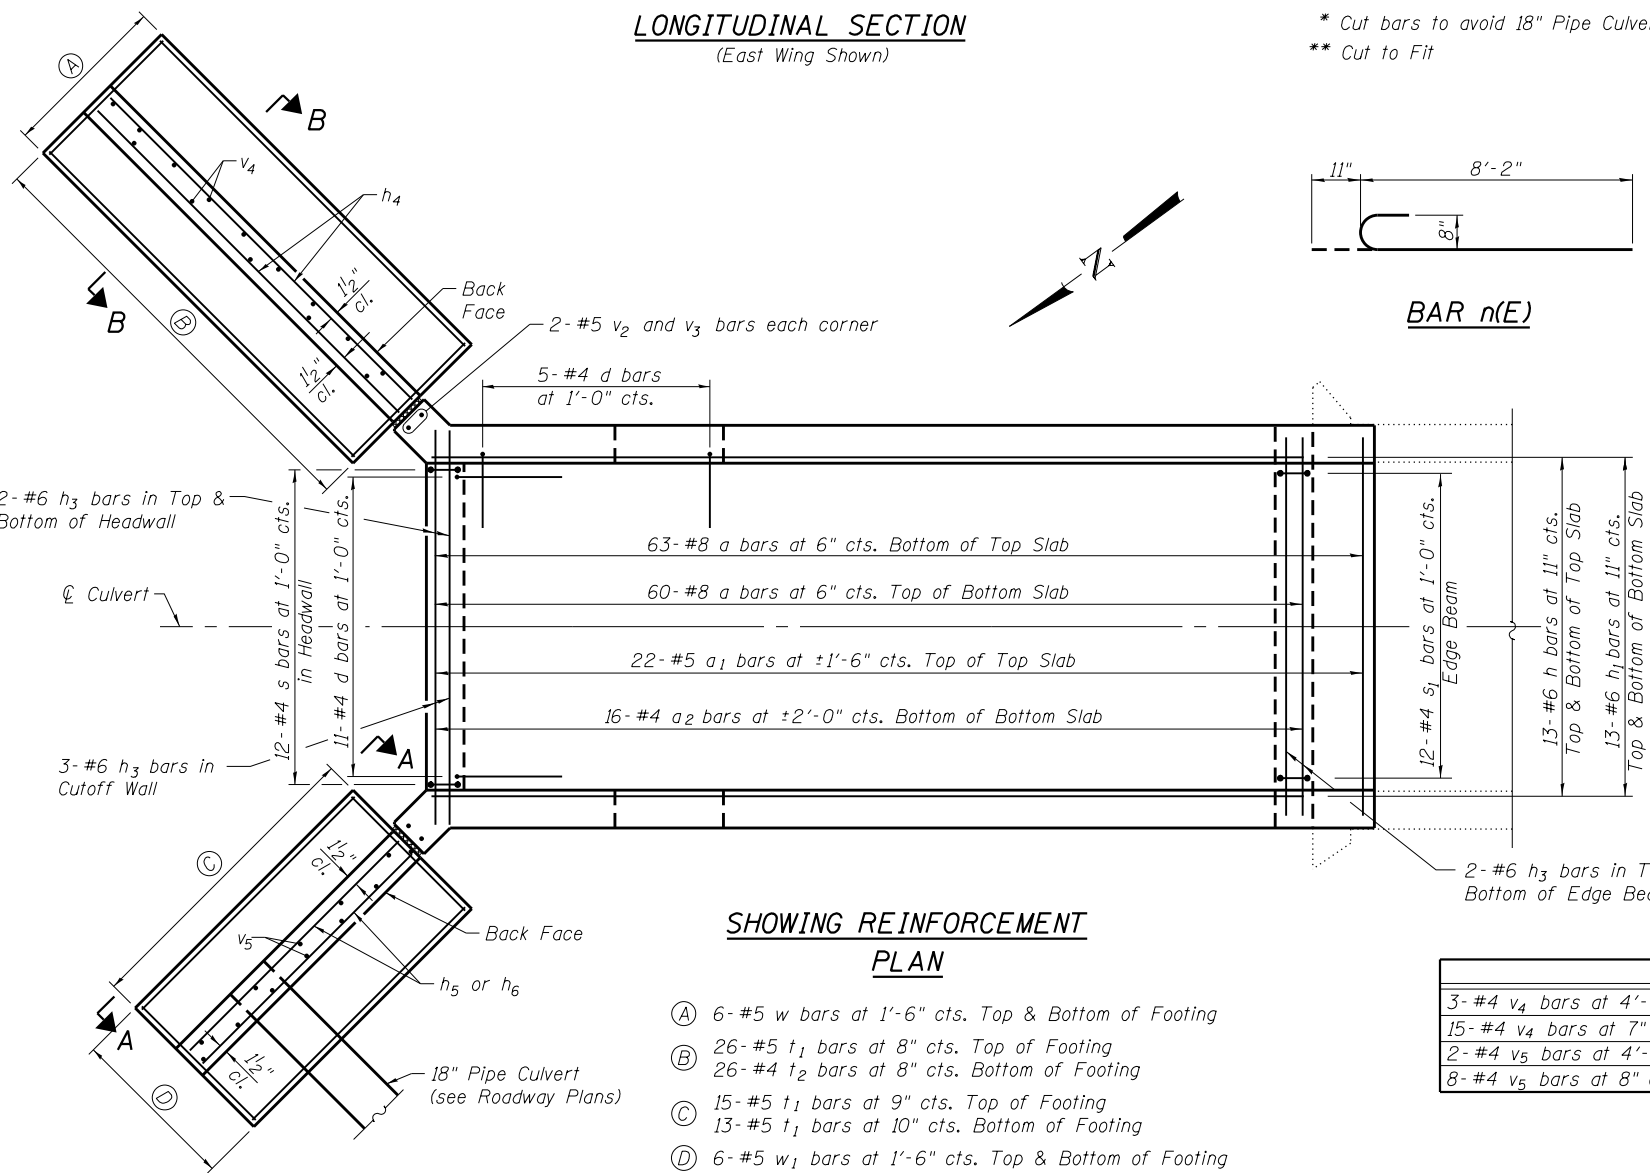 LONGITUDINAL SECTION
(East Wing Shown)
* Cut bars to avoid 18" Pipe
** Cut to Fit
A
B
v4
h4
B
B
1½"
cl.
1½"
cl.
Back
Face
2-#5 v2 and v3 bars each corner
N
11"
8'-2"
8"
BAR n(E)
5-#4 d bars
at 1'-0" cts.
2-#6 h3 bars in Top &
Bottom of Headwall
℄ Culvert
12-#4 s bars at 1'-0" cts.
in Headwall
11-#4 d bars at 1'-0" cts.
63-#8 a bars at 6" cts. Bottom of Top Slab
60-#8 a bars at 6" cts. Top of Bottom Slab
22-#5 a1 bars at ±1'-6" cts. Top of Top Slab
16-#4 a2 bars at ±2'-0" cts. Bottom of Bottom Slab
12-#4 s1 bars at 1'-0" cts.
Edge Beam
13-#6 h bars at 11" cts.
Top & Bottom of Top Slab
13-#6 h1 bars at 11" cts.
Top & Bottom of Bottom Slab
3-#6 h3 bars in
Cutoff Wall
A
C
1½"
cl.
v5
Back Face
h5 or h6
A
D
1½"
cl.
18" Pipe Culvert
(see Roadway Plans)
2-#6 h3 bars in
Bottom of Edge
SHOWING REINFORCEMENT
PLAN
A 6-#5 w bars at 1'-6" cts. Top & Bottom of Footing
B 26-#5 t1 bars at 8" cts. Top of Footing
26-#4 t2 bars at 8" cts. Bottom of Footing
C 15-#5 t1 bars at 9" cts. Top of Footing
13-#5 t1 bars at 10" cts. Bottom of Footing
D 6-#5 w1 bars at 1'-6" cts. Top & Bottom of Footing
3-#4 v4 bars at 4'-
15-#4 v4 bars at 7"
2-#4 v5 bars at 4'-
8-#4 v5 bars at 8"